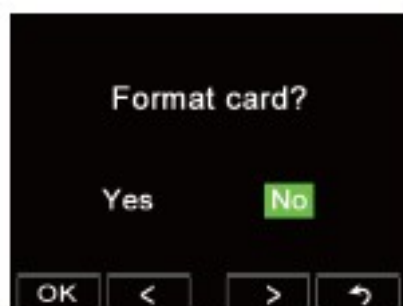 Format card?
Yes No
OK < >